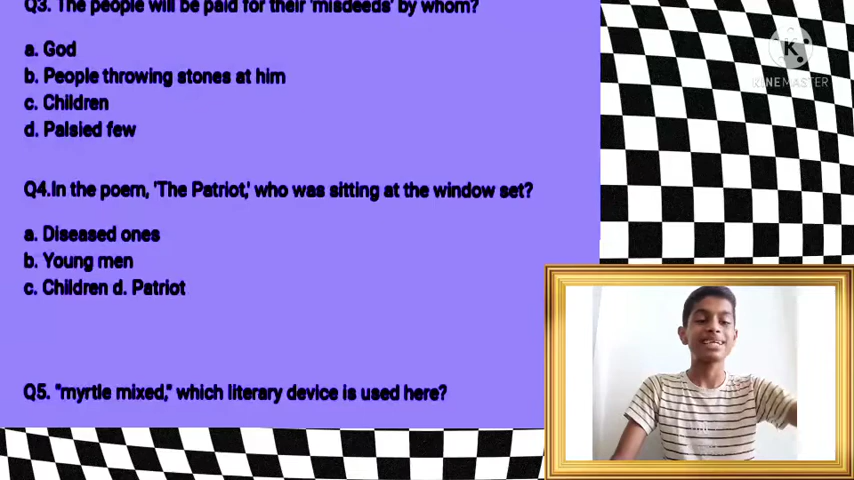 Q3. The people will be paid for their 'misdeeds' by whom?
a. God
b. People throwing stones at him
c. Children
d. Palsied few
Q4.In the poem, 'The Patriot,' who was sitting at the window set?
a. Diseased ones
b. Young men
c. Children d. Patriot
Q5. "myrtle mixed," which literary device is used here?
K
KINEMASTER